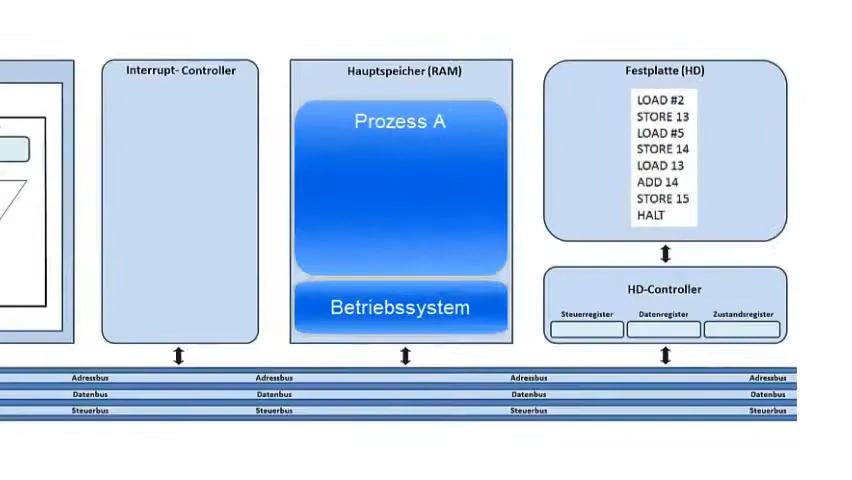 Interrupt- Controller
Hauptspeicher (RAM)
Prozess A
Betriebssystem
Festplatte (HD)
LOAD #2
STORE 13
LOAD #5
STORE 14
LOAD 13
ADD 14
STORE 15
HALT
HD-Controller
Steuerregister Datenregister Zustandsregister
Adressbus Adressbus Adressbus Adressbus
Datenbus Datenbus Datenbus Datenbus
Steuerbus Steuerbus Steuerbus Steuerbus